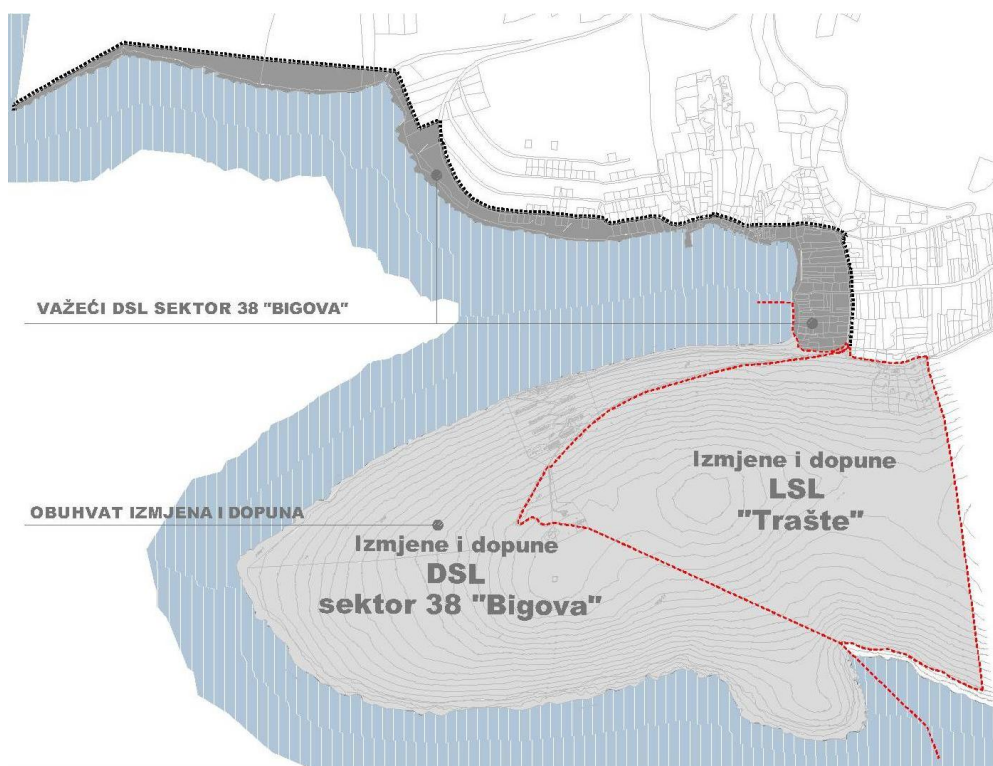 VAŽEĆI DSL SEKTOR 38 "BIGOVA"
Izmjene i dopune
LSL
"Trašte"
OBUHVAT IZMJENA I DOPUNA
Izmjene i dopune
DSL
sektor 38 "Bigova"